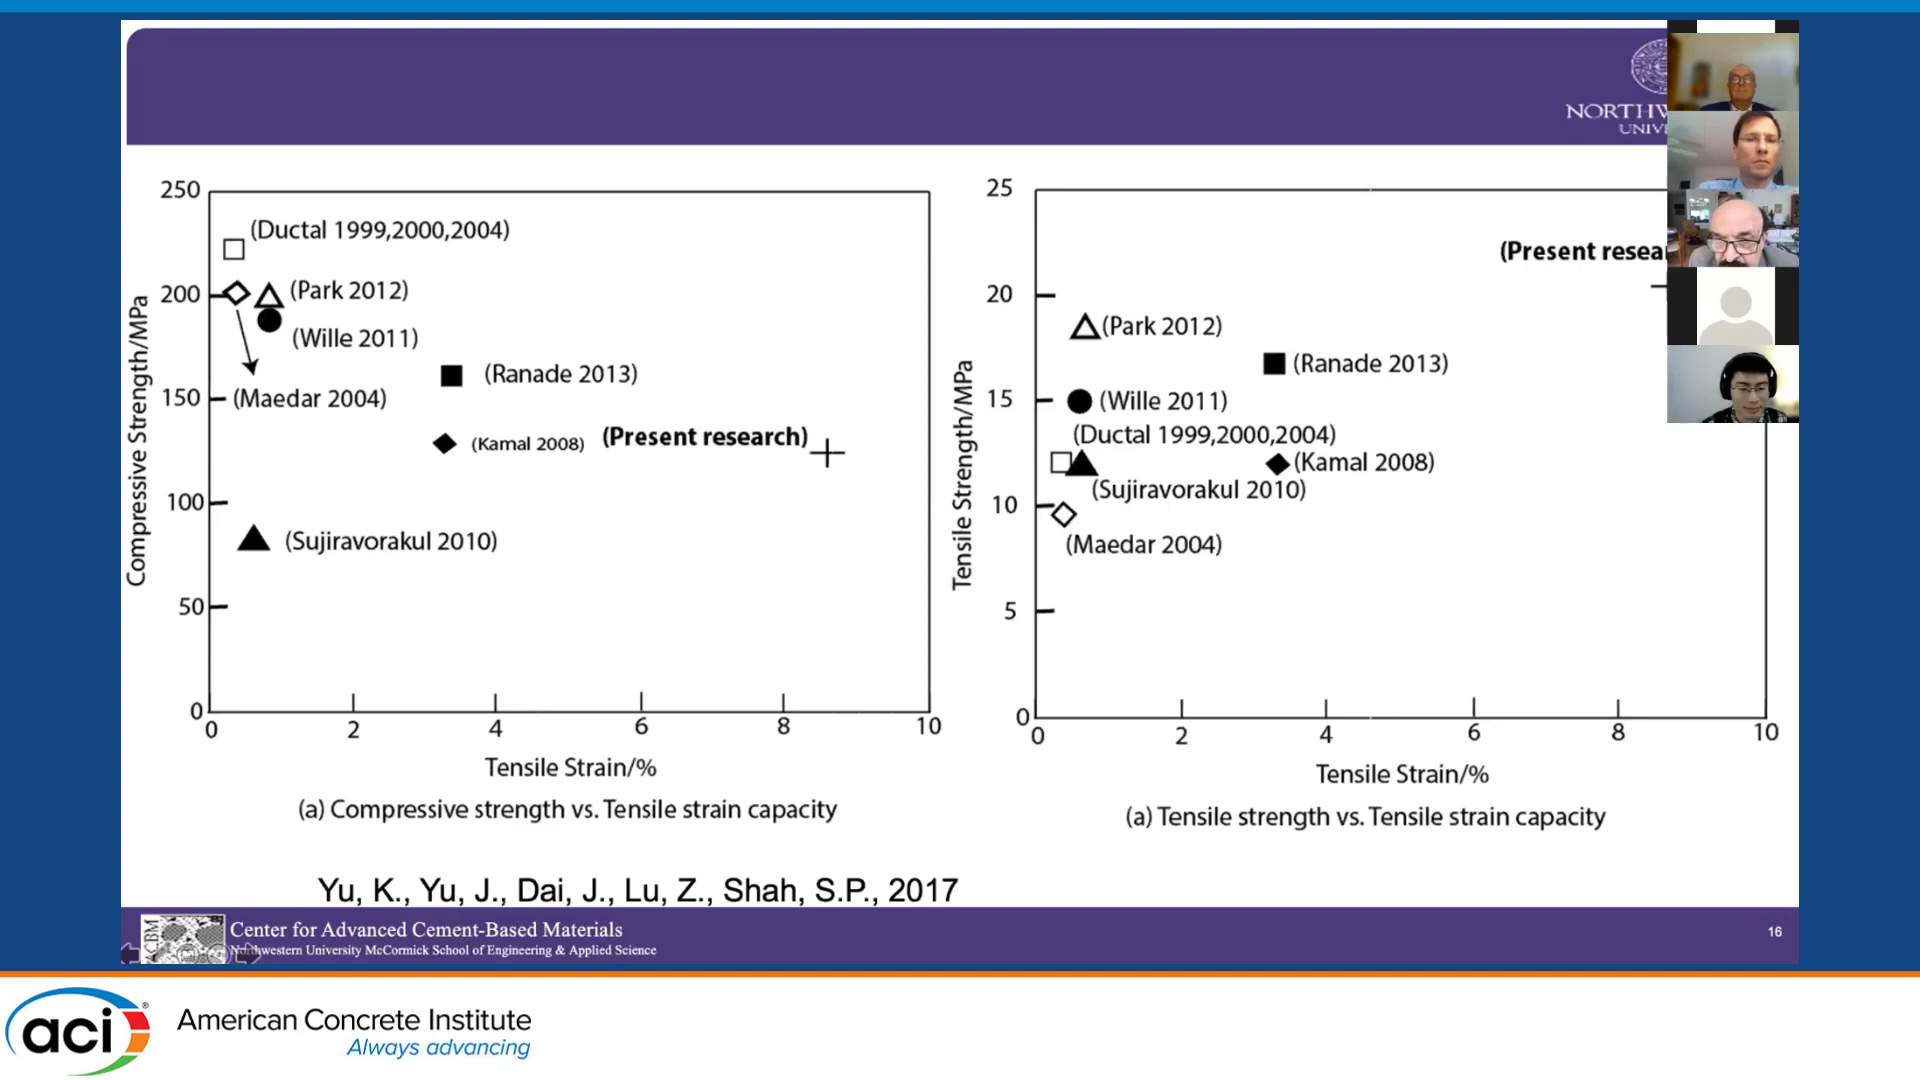 NORTHW
UNIV
250
(Ductal 1999,2000,2004)
200
(Park 2012)
(Wille 2011)
(Ranade 2013)
150
(Maedar 2004)
(Kamal 2008)
(Present research)
100
(Sujiravorakul 2010)
50
0
0 2 4 6 8 10
Compressive Strength/MPa
Tensile Strain/%
(a) Compressive strength vs. Tensile strain capacity
25
(Present resea
20
(Park 2012)
(Ranade 2013)
15
(Wille 2011)
(Ductal 1999,2000,2004)
(Kamal 2008)
(Sujiravorakul 2010)
10
(Maedar 2004)
5
0
0 2 4 6 8 10
Tensile Strength/MPa
Tensile Strain/%
(a) Tensile strength vs. Tensile strain capacity
Yu, K., Yu, J., Dai, J., Lu, Z., Shah, S.P., 2017
ACBM
Center for Advanced Cement-Based Materials
Northwestern University McCormick School of Engineering & Applied Science
16
aci®
American Concrete Institute
Always advancing